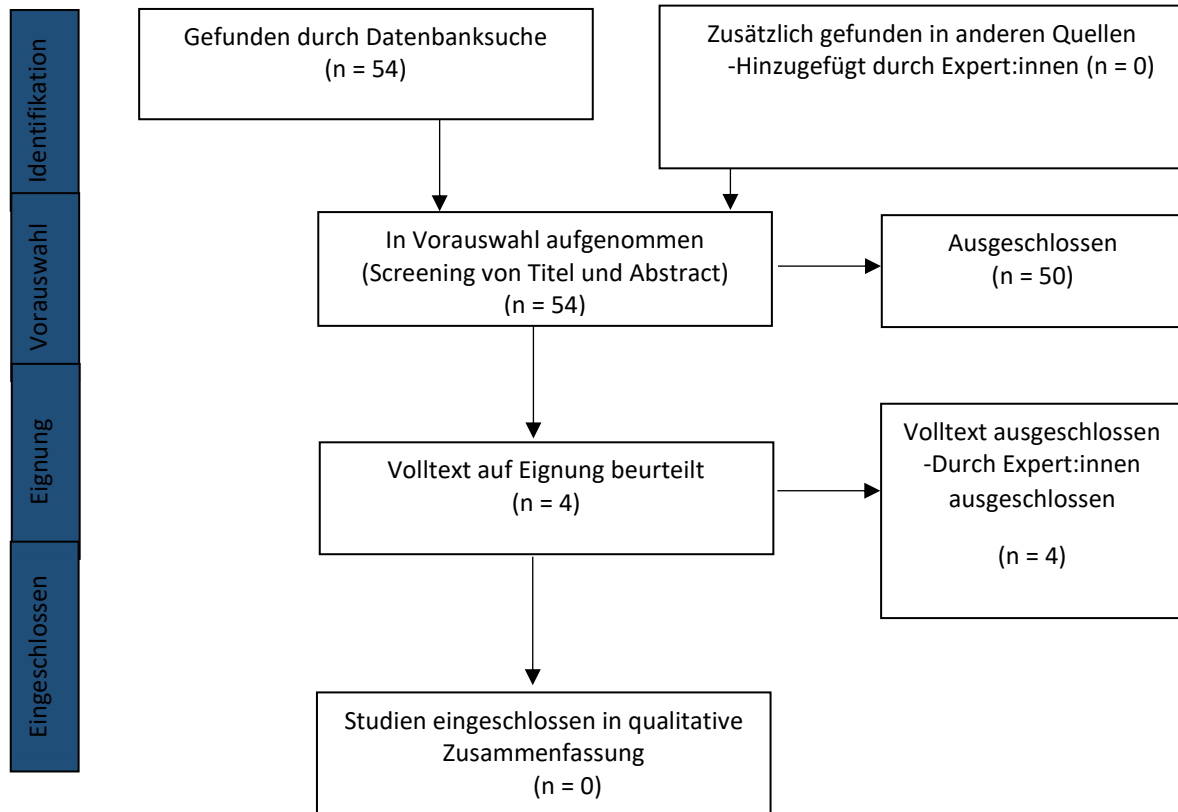 Identifikation
Gefunden durch Datenbanksuche
(n = 54)
Zusätzlich gefunden in anderen Quellen
-Hinzugefügt durch Expert:innen (n = 0)
Vorauswahl
In Vorauswahl aufgenommen
(Screening von Titel und Abstract)
(n = 54)
Ausgeschlossen
(n = 50)
Eignung
Volltext auf Eignung beurteilt
(n = 4)
Volltext ausgeschlossen
-Durch Expert:innen
ausgeschlossen
(n = 4)
Eingeschlossen
Studien eingeschlossen in qualitative
Zusammenfassung
(n = 0)